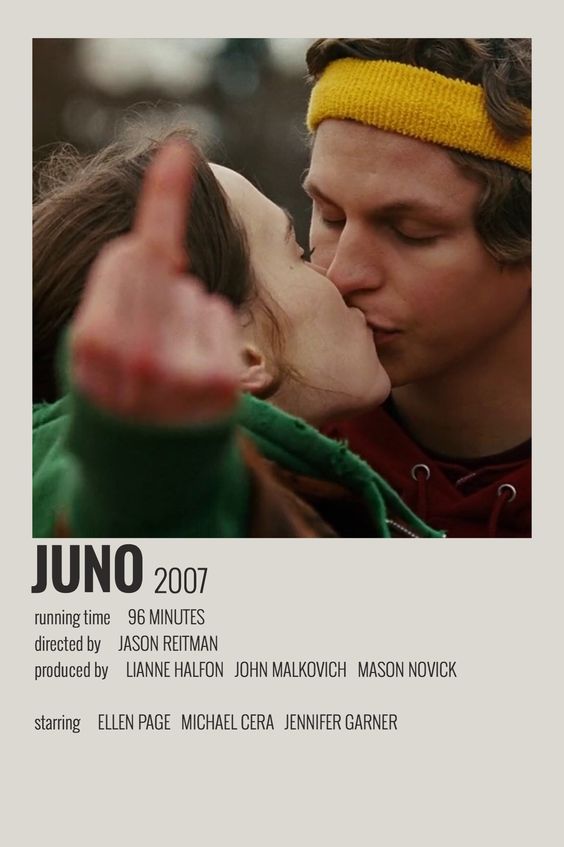 JUNO 2007
running time 96 MINUTES
directed by JASON REITMAN
produced by LIANNE HALFON JOHN MALKOVICH MASON NOVICK
starring ELLEN PAGE MICHAEL CERA JENNIFER GARNER